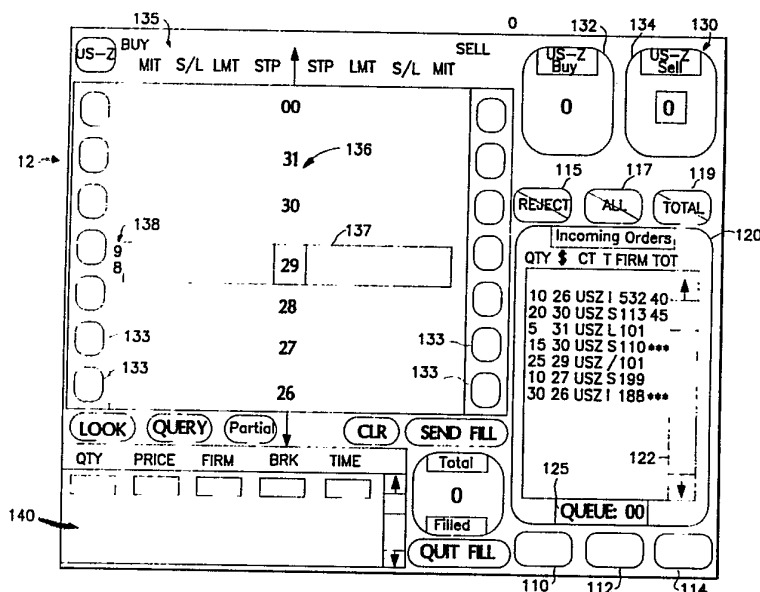 135
0
132
134
130
US-Z
BUY
SELL
MIT S/L LMT STP STP LMT S/L MIT
US-Z
Buy
0
US-Z
Sell
0
00
12
31
136
30
115
117
119
REJECT
ALL
TOTAL
138
137
9
8
29
120
Incoming Orders
QTY $ CT T FIRM TOT
10 26 USZ I 532 40
20 30 USZ S 113 45
5 31 USZ L 101
15 30 USZ S 110 ***
25 29 USZ / 101
10 27 USZ S 199
30 26 USZ I 188 ***
28
133
27
133
133
133
26
LOOK
QUERY
Partial
CLR
SEND FILL
122
QTY PRICE FIRM BRK TIME
Total
0
Filled
125
QUEUE: 00
140
QUIT FILL
110
112
114